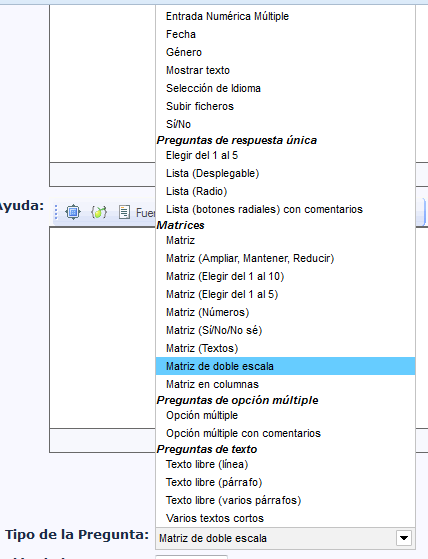 Entrada Numérica Múltiple
Fecha
Género
Mostrar texto
Selección de Idioma
Subir ficheros
Sí/No
Preguntas de respuesta única
Elegir del 1 al 5
Lista (Desplegable)
Lista (Radio)
Lista (botones radiales) con comentarios
Matrices
Matriz
Matriz (Ampliar, Mantener, Reducir)
Matriz (Elegir del 1 al 10)
Matriz (Elegir del 1 al 5)
Matriz (Números)
Matriz (Sí/No/No sé)
Matriz (Textos)
Matriz de doble escala
Matriz en columnas
Preguntas de opción múltiple
Opción múltiple
Opción múltiple con comentarios
Preguntas de texto
Texto libre (línea)
Texto libre (párrafo)
Texto libre (varios párrafos)
Varios textos cortos
Ayuda:
Fuen
Tipo de la Pregunta: Matriz de doble escala